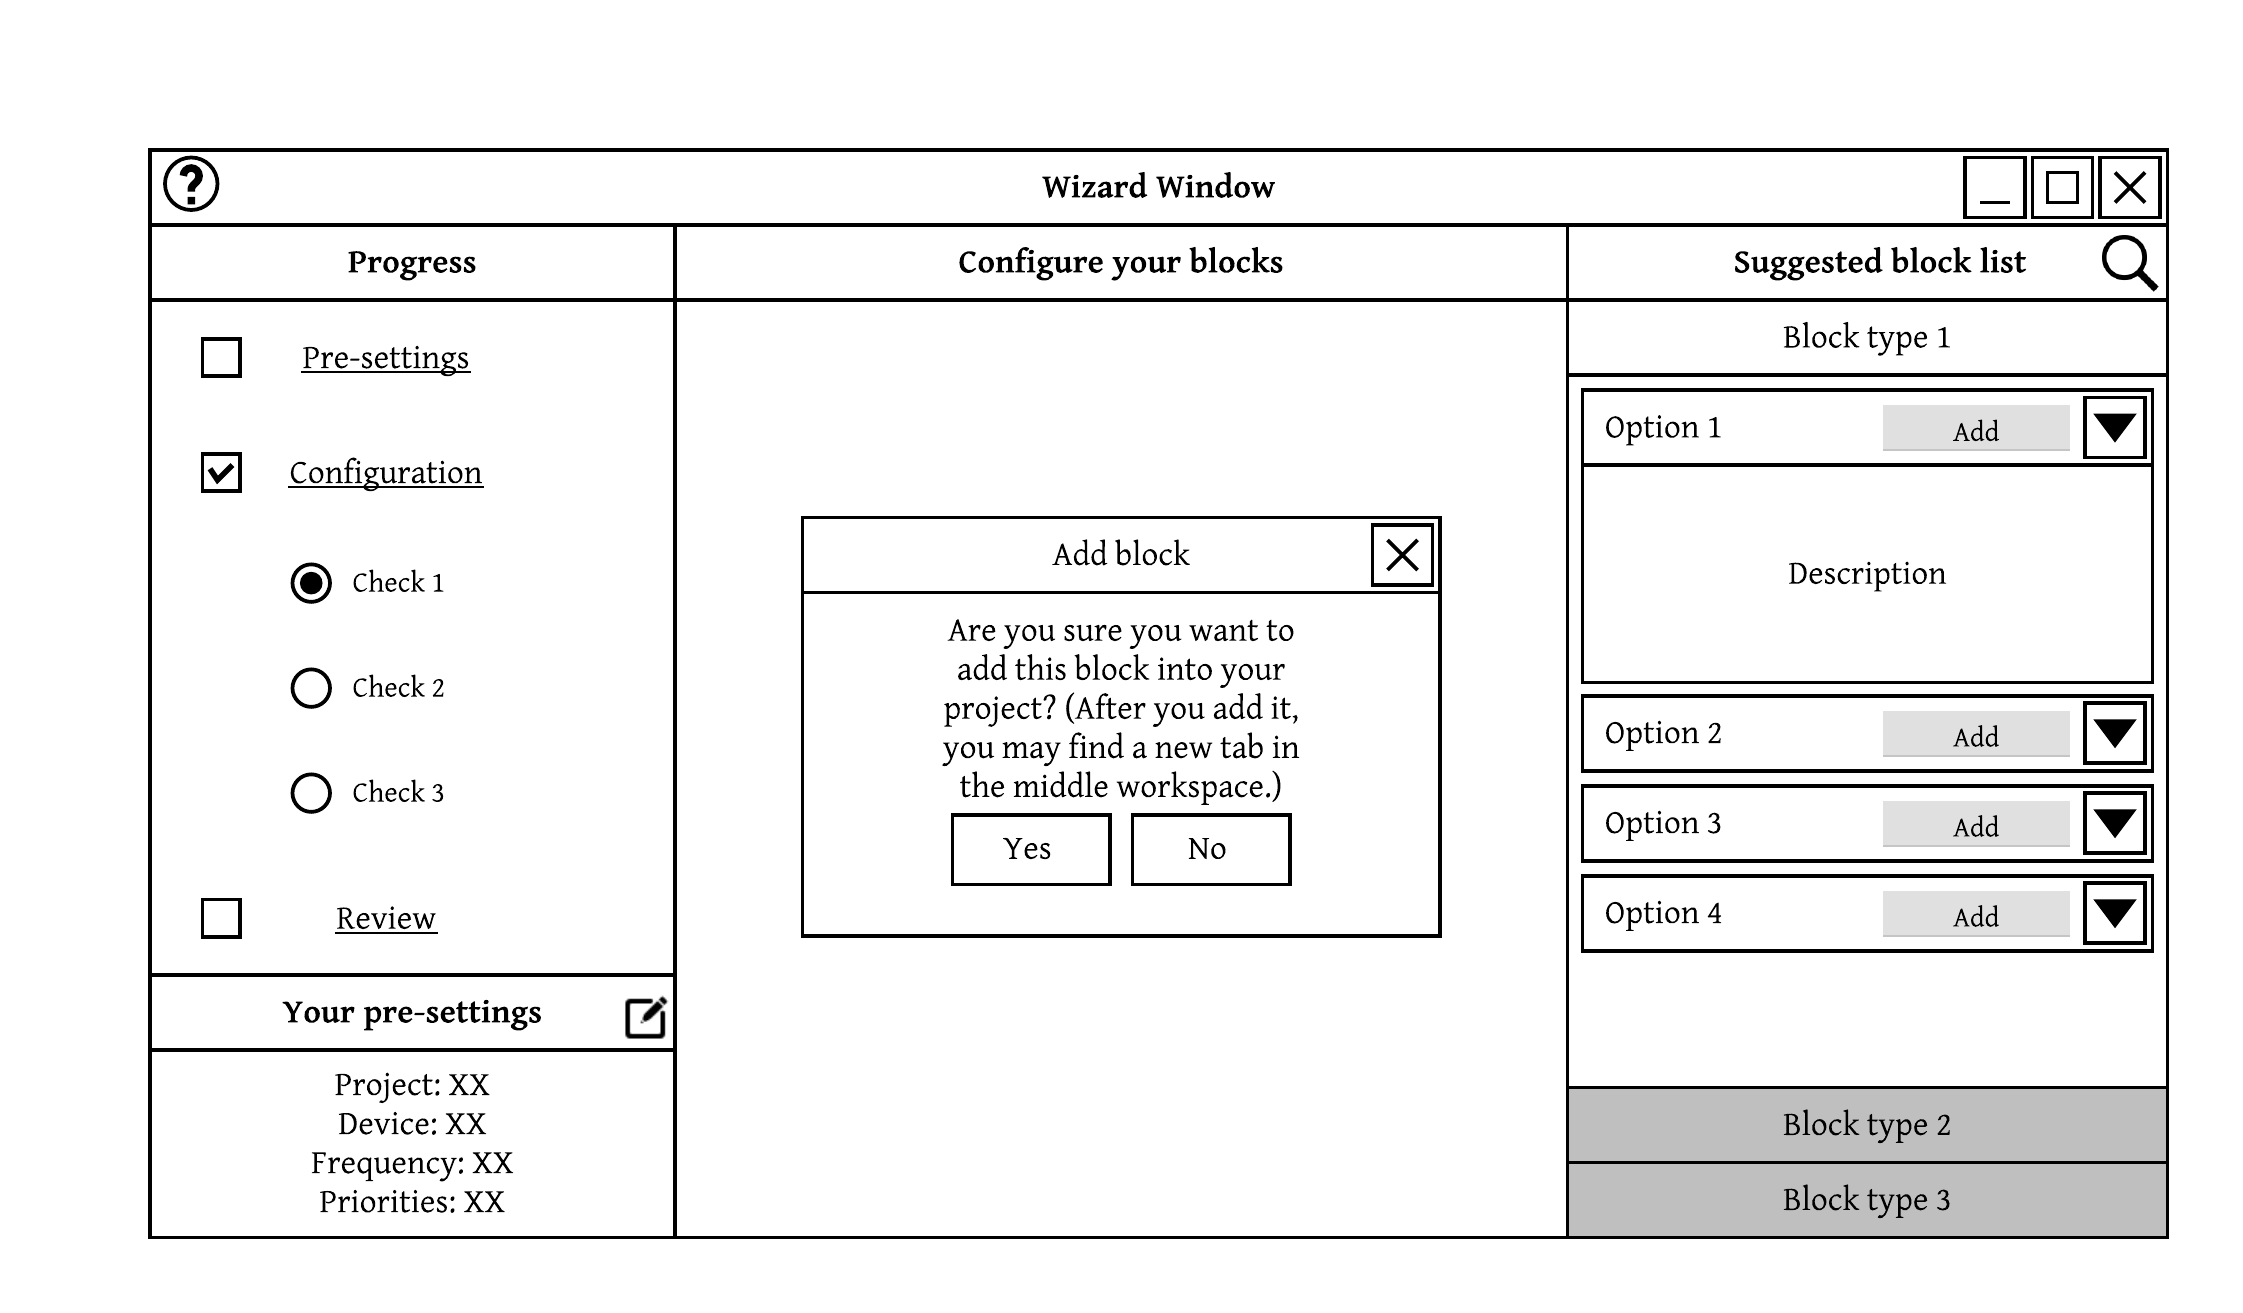 Wizard Window
Progress
Pre-settings
Configuration
Check 1
Check 2
Check 3
Review
Your pre-settings
Project: XX
Device: XX
Frequency: XX
Priorities: XX
Configure your blocks
Add block
Are you sure you want to
add this block into your
project? (After you add it,
you may find a new tab in
the middle workspace.)
Yes
No
Suggested block list
Block type 1
Option 1
Add
Description
Option 2
Add
Option 3
Add
Option 4
Add
Block type 2
Block type 3